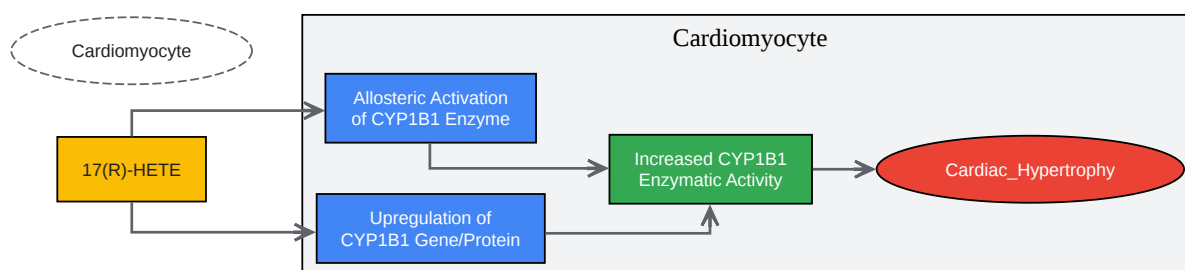 Cardiomyocyte
Cardiomyocyte
Allosteric Activation
of CYP1B1 Enzyme
17(R)-HETE
Increased CYP1B1
Enzymatic Activity
Cardiac_Hypertrophy
Upregulation of
CYP1B1 Gene/Protein